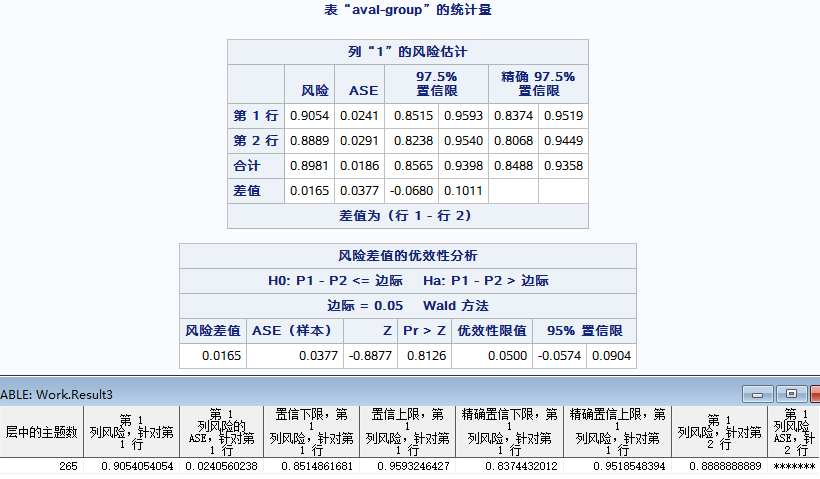 表“aval-group”的统计量
列“1”的风险估计
风险 ASE 97.5% 置信限 精确 97.5% 置信限
第 1 行 0.9054 0.0241 0.8515 0.9593 0.8374 0.9519
第 2 行 0.8889 0.0291 0.8238 0.9540 0.8068 0.9449
合计 0.8981 0.0186 0.8565 0.9398 0.8488 0.9358
差值 0.0165 0.0377 -0.0680 0.1011
差值为（行 1 - 行 2）
风险差值的优效性分析
H0: P1 - P2 <= 边际 Ha: P1 - P2 > 边际
边际 = 0.05 Wald 方法
风险差值 ASE（样本） Z Pr > Z 优效性限值 95% 置信限
0.0165 0.0377 -0.8877 0.8126 0.0500 -0.0574 0.0904
ABLE: Work.Result3
层中的主题数 第 1 列风险，针对第 1 行 第 1 列风险的 ASE，针对第 1 行 置信下限，第 1 列风险，针对第 1 行 置信上限，第 1 列风险，针对第 1 行 精确置信下限，第 1 列风险，针对第 1 行 精确置信上限，第 1 列风险，针对第 1 行 第 1 列风险，针对第 2 行 第 1 列风险 ASE，针 2 行
265 0.9054054054 0.0240560238 0.8514861681 0.9593246427 0.8374432012 0.9518548394 0.8888888889 *******